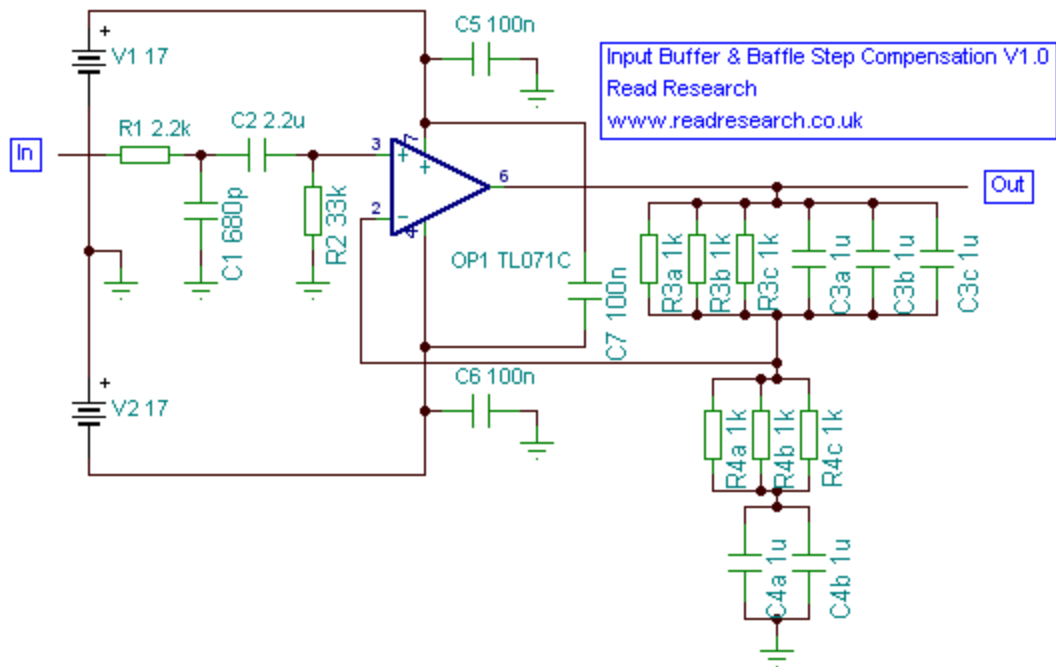 C5 100n
V1 17
Input Buffer & Baffle Step Compensation V1.0
Read Research
www.readresearch.co.uk
R1 2.2k
C2 2.2u
In
3
7
6
2
4
Out
C1 680p
R2 33k
OP1 TL071C
C7 100n
R3a 1k
R3b 1k
R3c 1k
C3a 1u
C3b 1u
C3c 1u
C6 100n
V2 17
R4a 1k
R4b 1k
R4c 1k
C4a 1u
C4b 1u